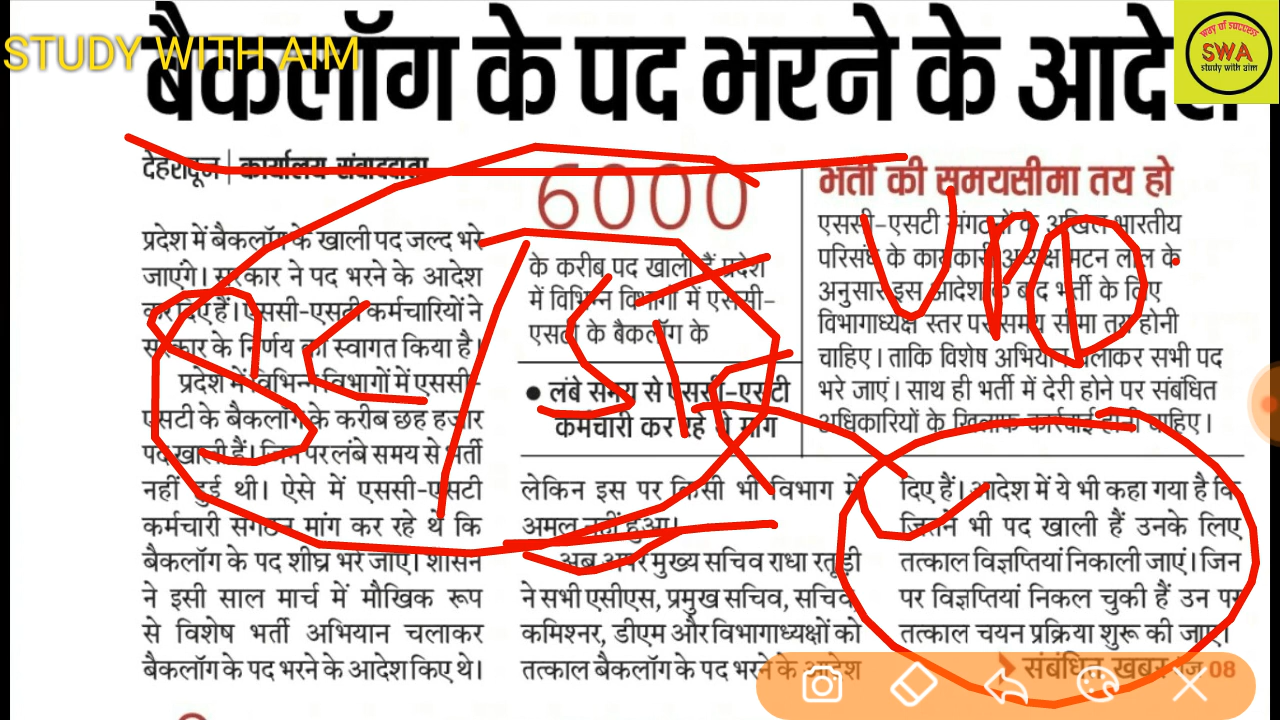 STUDY WITH AIM
way of success
SWA
study with aim
बैकलॉग के पद भरने के आदेश
देहरादून | कार्यालय संवाददाता
प्रदेश में बैकलॉग के खाली पद जल्द भरे
जाएंगे। सरकार ने पद भरने के आदेश
कर दिए हैं। एससी-एसटी कर्मचारियों ने
सरकार के निर्णय का स्वागत किया है।
प्रदेश में विभिन्न विभागों में एससी-
एसटी के बैकलॉग के करीब छह हजार
पद खाली हैं। जिन पर लंबे समय से भर्ती
नहीं हुई थी। ऐसे में एससी-एसटी
कर्मचारी संगठन मांग कर रहे थे कि
बैकलॉग के पद शीघ्र भरे जाएं। शासन
ने इसी साल मार्च में मौखिक रूप
से विशेष भर्ती अभियान चलाकर
बैकलॉग के पद भरने के आदेश किए थे।
6000
के करीब पद खाली हैं प्रदेश
में विभिन्न विभागों में एससी-
एसटी के बैकलॉग के
● लंबे समय से एससी-एसटी
कर्मचारी कर रहे थे मांग
लेकिन इस पर किसी भी विभाग में
अमल नहीं हुआ।
अब अपर मुख्य सचिव राधा रतूड़ी
ने सभी एसीएस, प्रमुख सचिव, सचिव,
कमिश्नर, डीएम और विभागाध्यक्षों को
तत्काल बैकलॉग के पद भरने के आदेश
भर्ती की समयसीमा तय हो
एससी-एसटी संगठनों के अखिल भारतीय
परिसंघ के कार्यकारी अध्यक्ष मदन लाल के
अनुसार इस आदेश के बाद भर्ती के लिए
विभागाध्यक्ष स्तर पर समय सीमा तय होनी
चाहिए। ताकि विशेष अभियान चलाकर सभी पद
भरे जाएं। साथ ही भर्ती में देरी होने पर संबंधित
अधिकारियों के खिलाफ कार्रवाई होनी चाहिए।
दिए हैं। आदेश में ये भी कहा गया है कि
जितने भी पद खाली हैं उनके लिए
तत्काल विज्ञप्तियां निकाली जाएं। जिन
पर विज्ञप्तियां निकल चुकी हैं उन पर
तत्काल चयन प्रक्रिया शुरू की जाए।
संबंधित खबर पेज 08
SC/ST